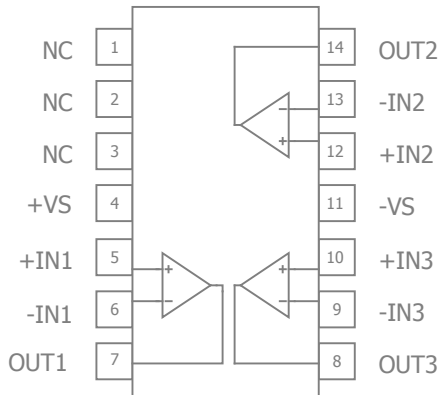 NC 1 14 OUT2
NC 2 13 -IN2
NC 3 12 +IN2
+VS 4 11 -VS
+IN1 5 10 +IN3
-IN1 6 9 -IN3
OUT1 7 8 OUT3